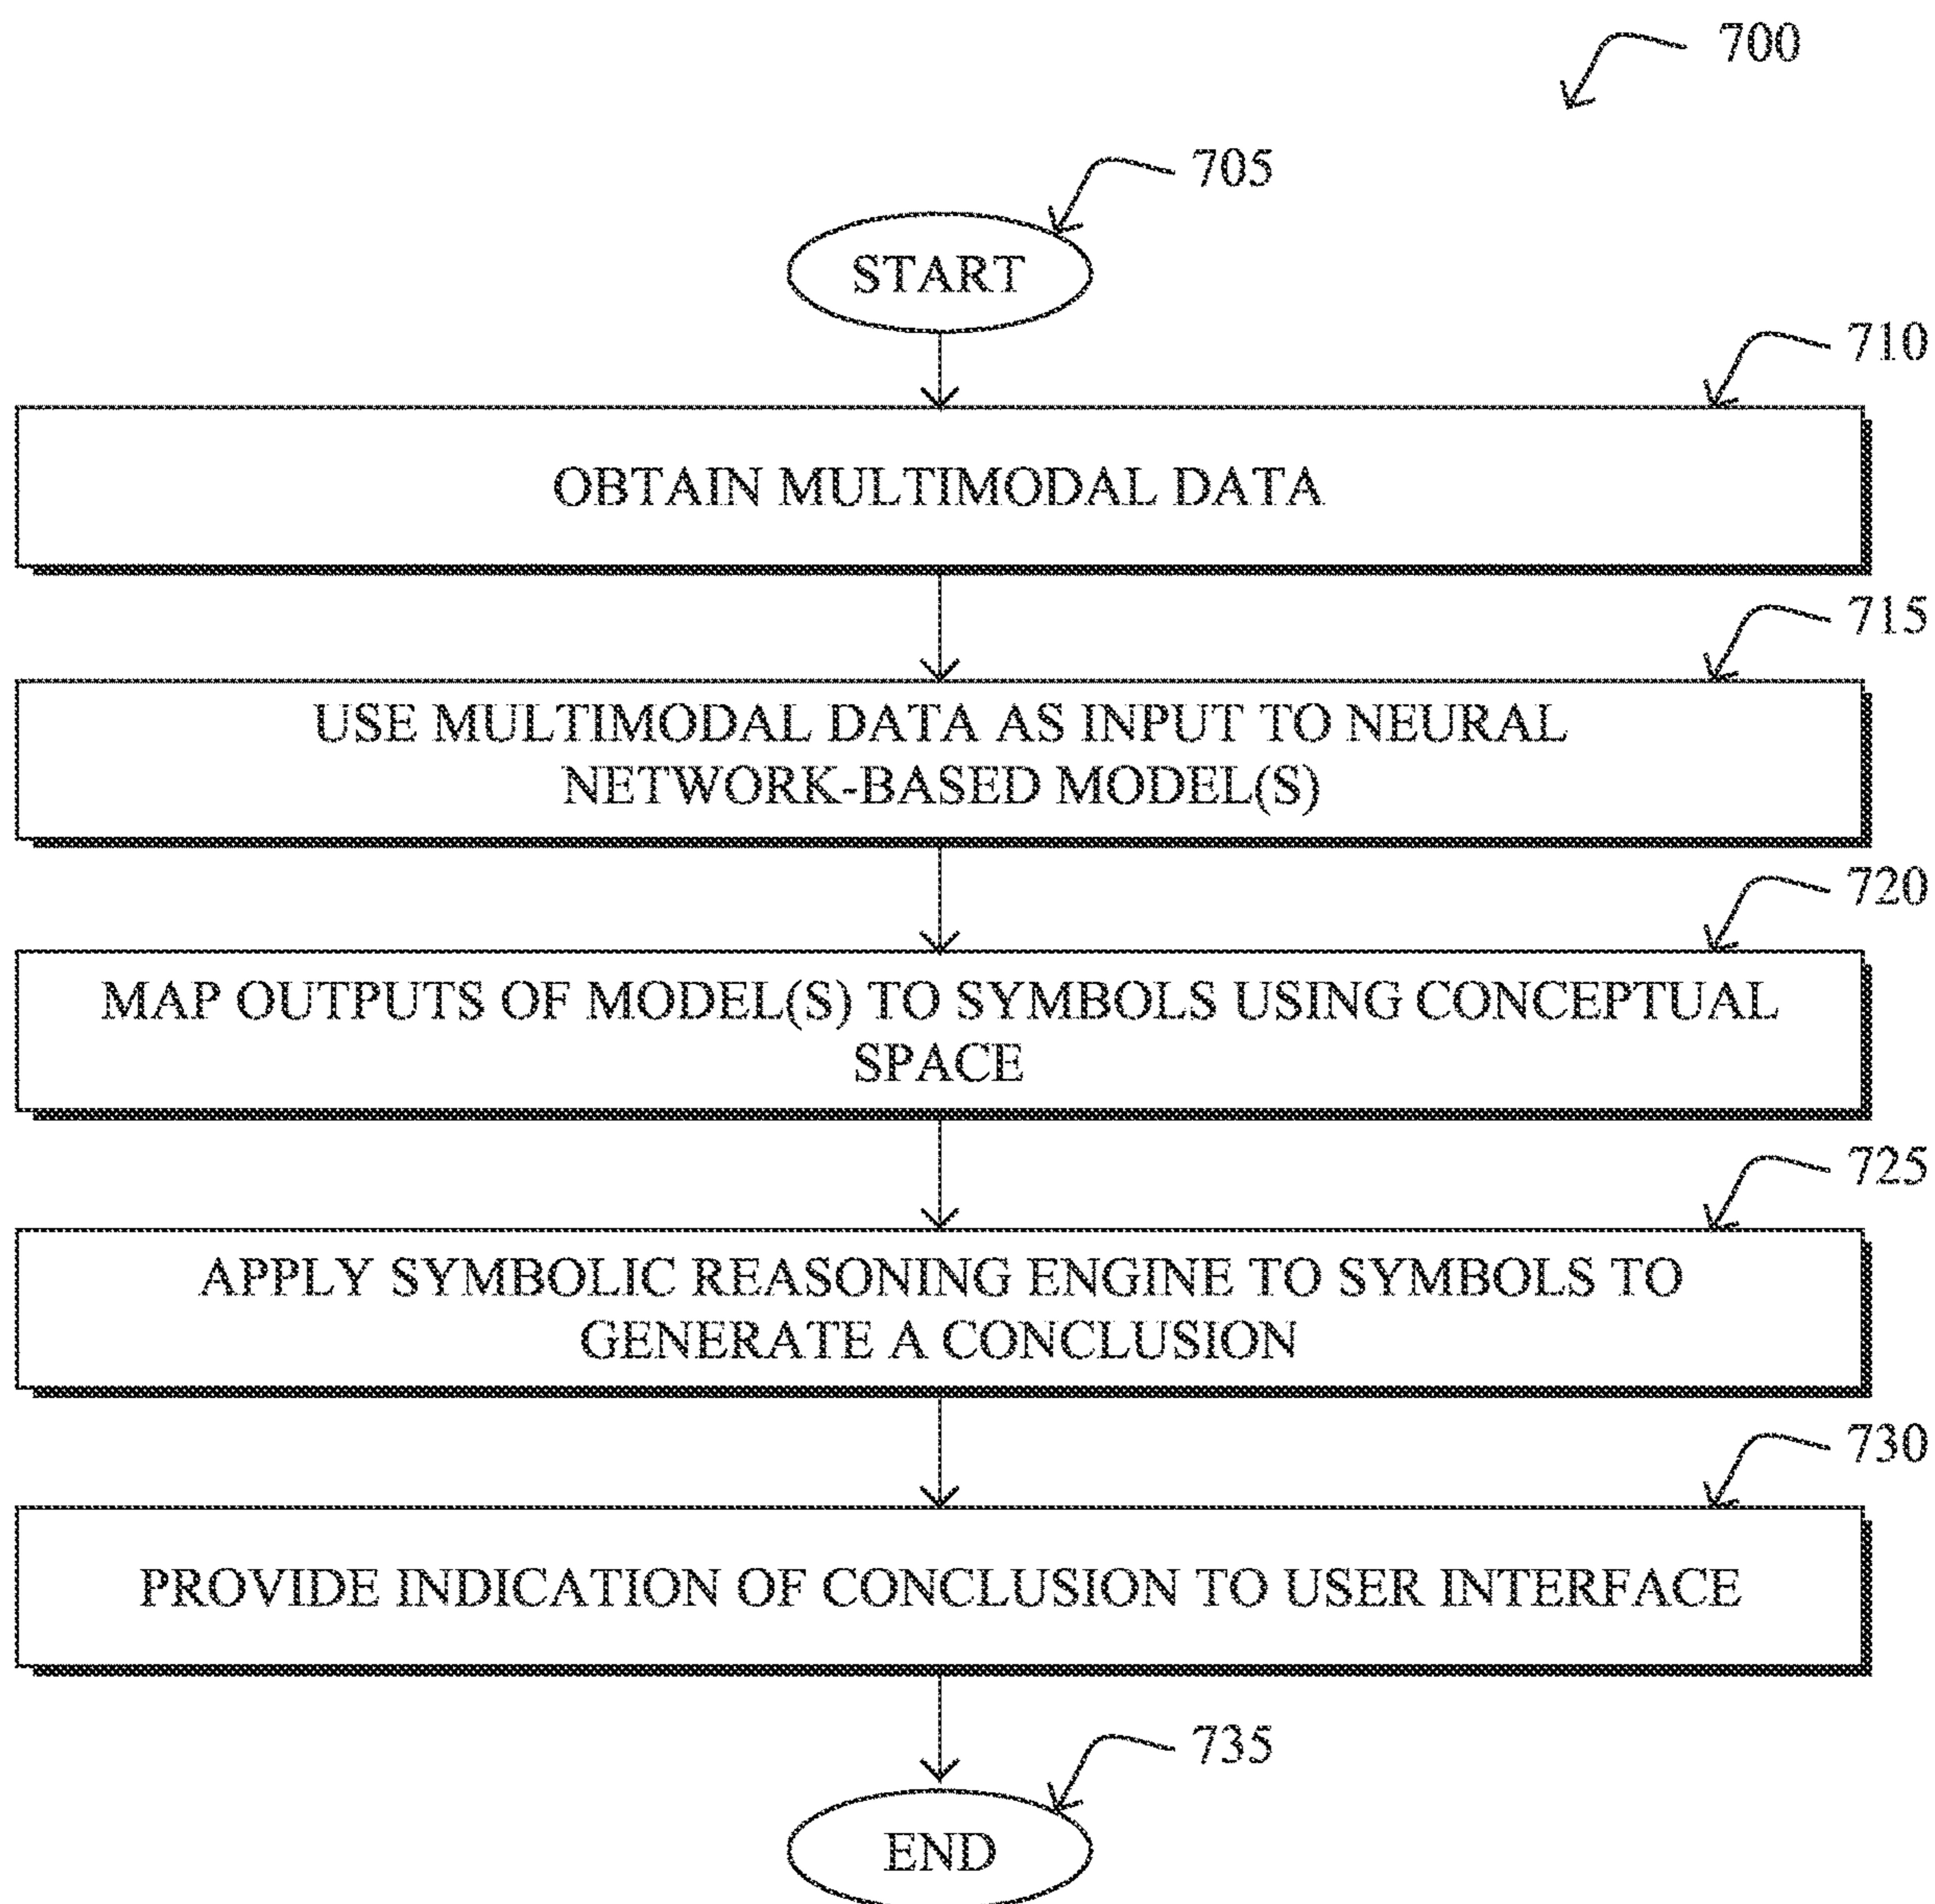 700
705
START
710
OBTAIN MULTIMODAL DATA
715
USE MULTIMODAL DATA AS INPUT TO NEURAL
NETWORK-BASED MODEL(S)
720
MAP OUTPUTS OF MODEL(S) TO SYMBOLS USING CONCEPTUAL
SPACE
725
APPLY SYMBOLIC REASONING ENGINE TO SYMBOLS TO
GENERATE A CONCLUSION
730
PROVIDE INDICATION OF CONCLUSION TO USER INTERFACE
735
END